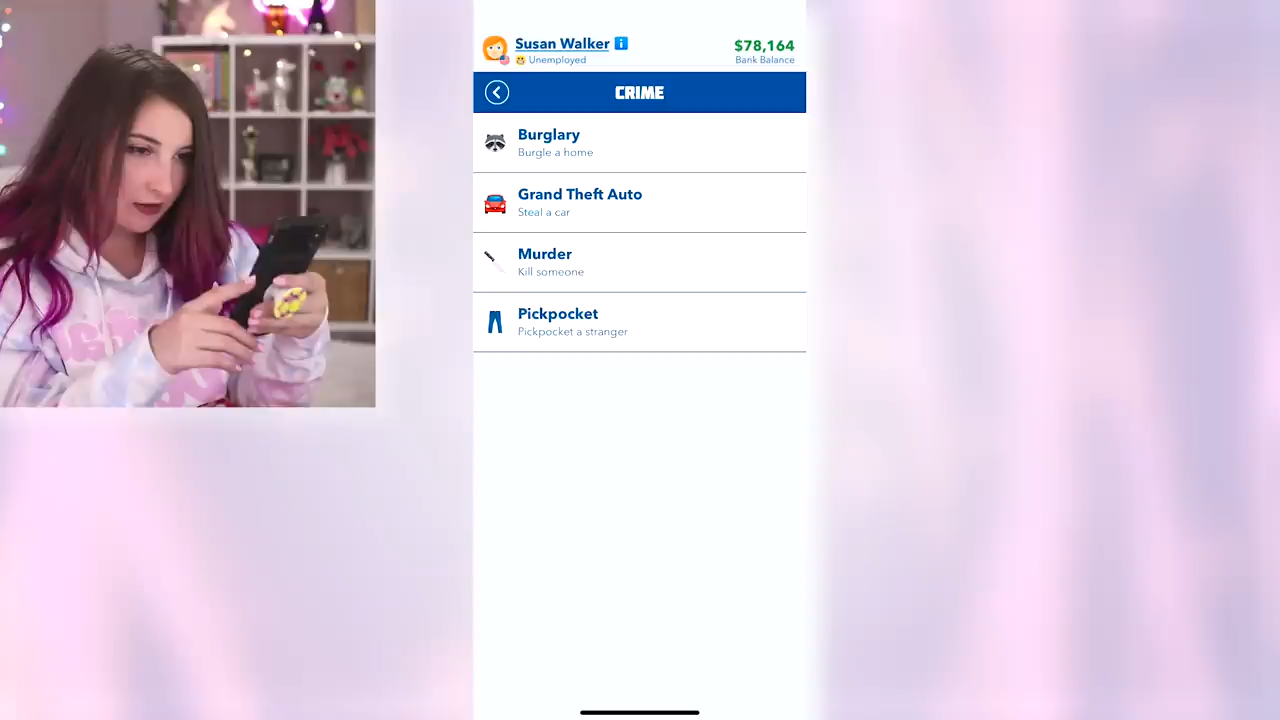 Susan Walker
Unemployed
$78,164
Bank Balance
CRIME
Burglary
Burgle a home
Grand Theft Auto
Steal a car
Murder
Kill someone
Pickpocket
Pickpocket a stranger